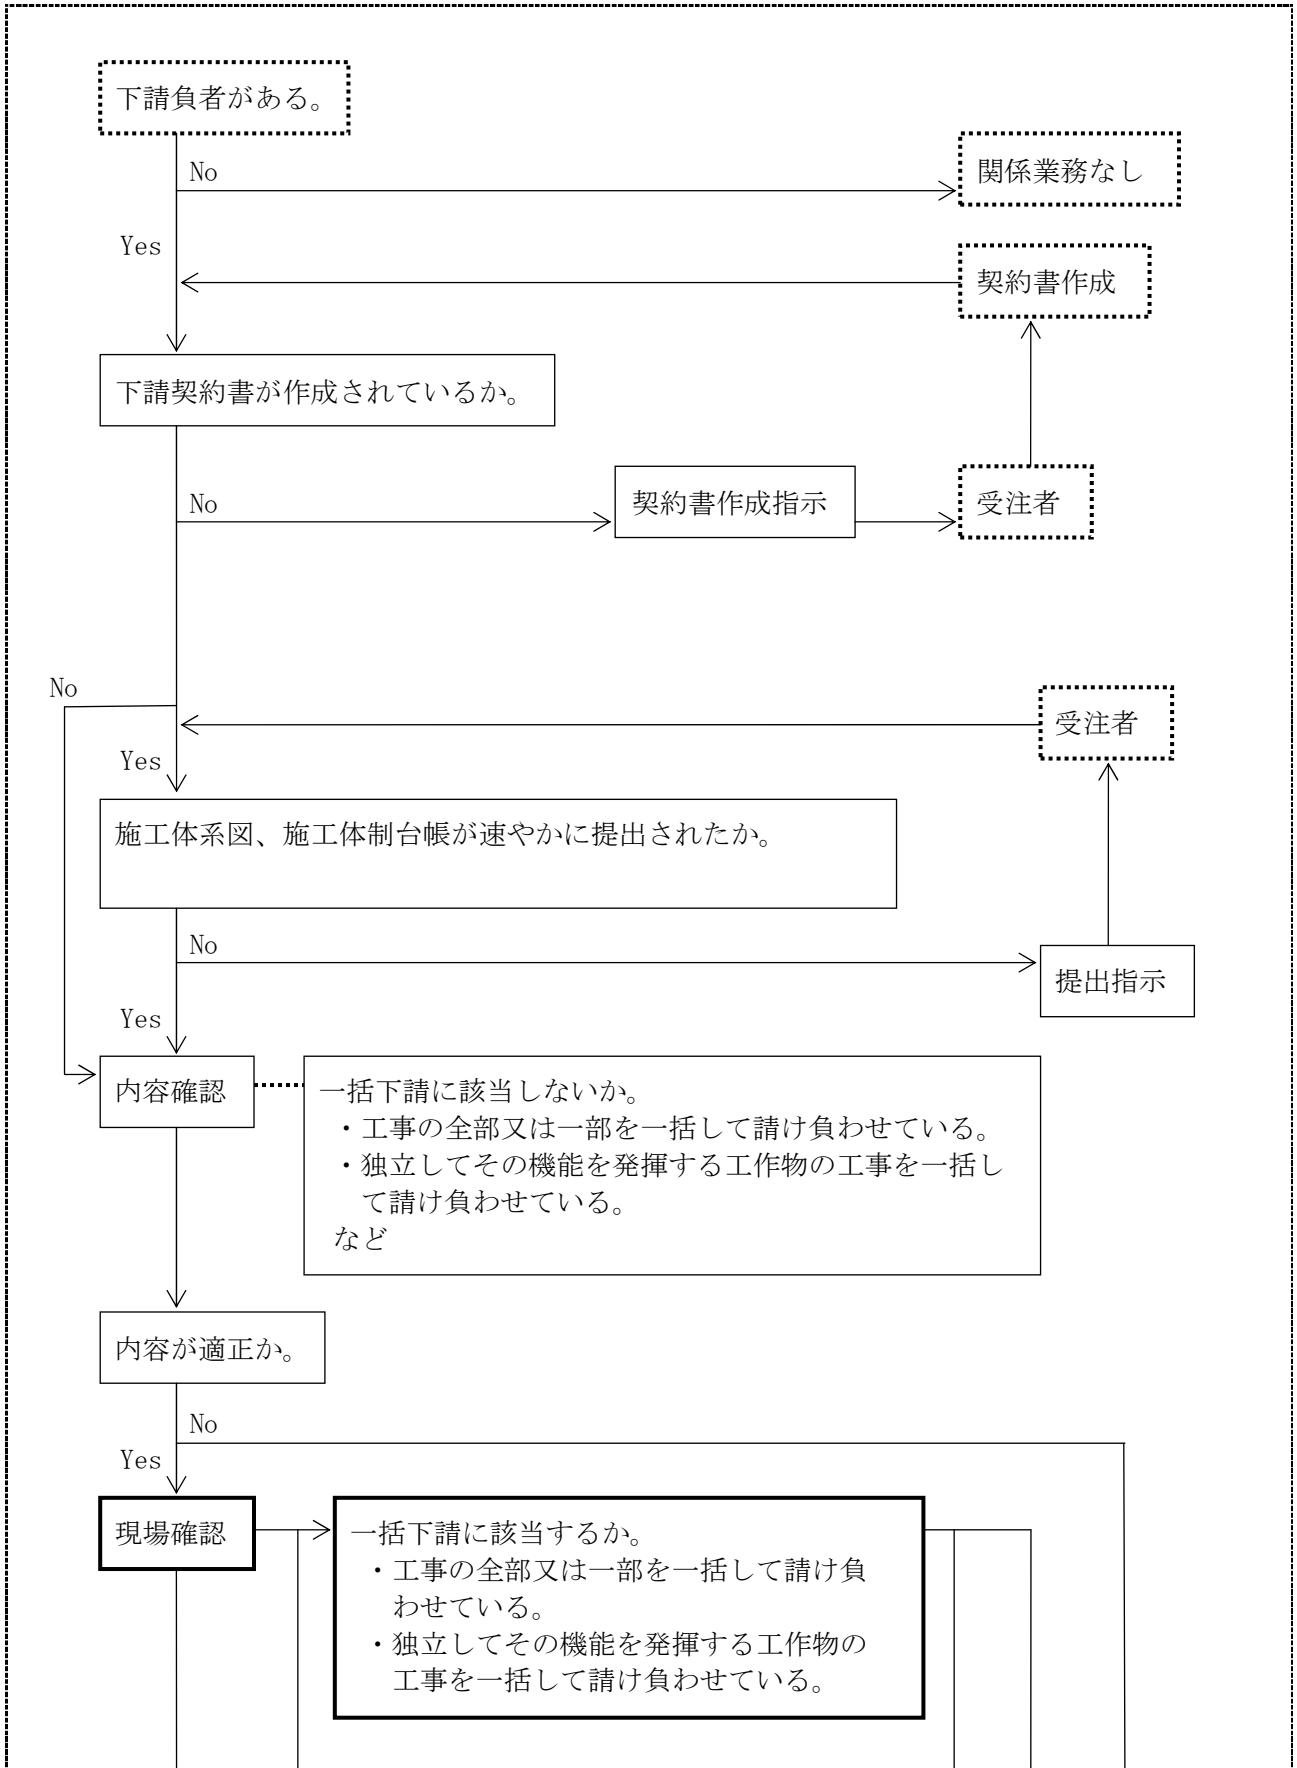 下請負者がある。
No
関係業務なし
Yes
契約書作成
下請契約書が作成されているか。
No
契約書作成指示
受注者
No
受注者
Yes
施工体系図、施工体制台帳が速やかに提出されたか。
No
提出指示
Yes
内容確認
一括下請に該当しないか。
・工事の全部又は一部を一括して請け負わせている。
・独立してその機能を発揮する工作物の工事を一括し
て請け負わせている。
など
内容が適正か。
No
Yes
現場確認
一括下請に該当するか。
・工事の全部又は一部を一括して請け負
わせている。
・独立してその機能を発揮する工作物の
工事を一括して請け負わせている。